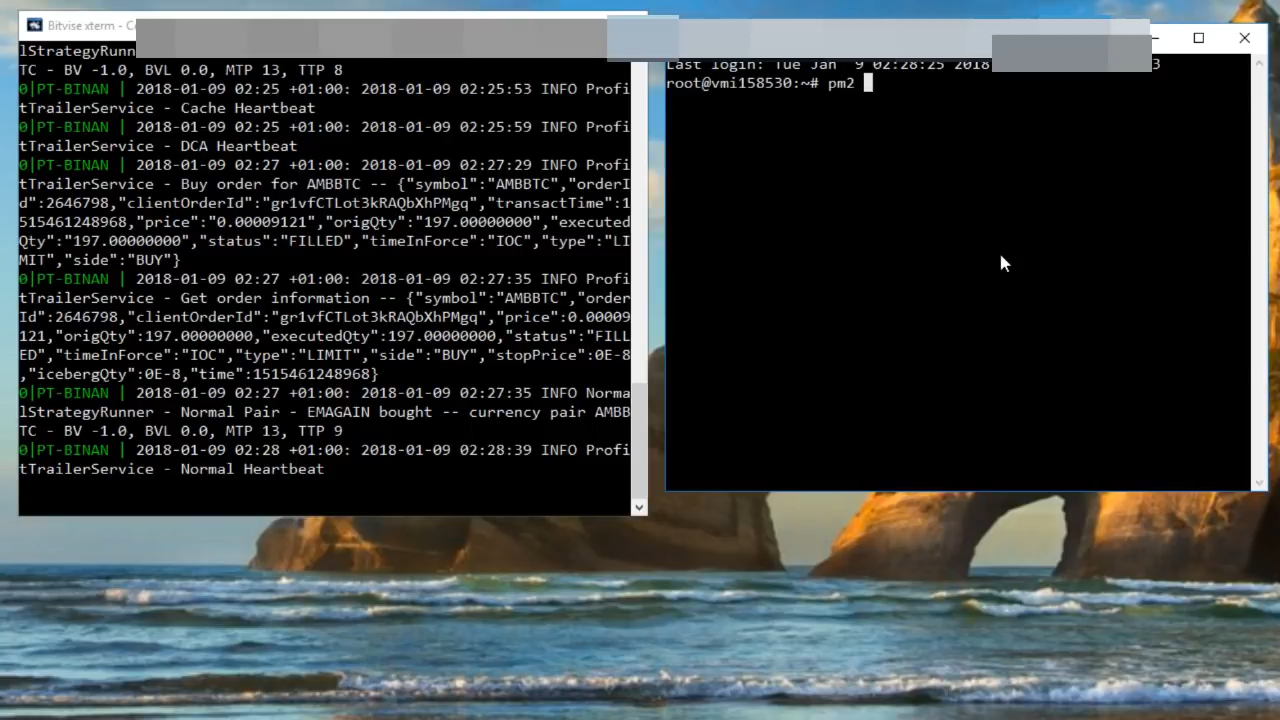 Bitvise xterm -
lStrategyRunn
TC - BV -1.0, BVL 0.0, MTP 13, TTP 8
0|PT-BINAN | 2018-01-09 02:25 +01:00: 2018-01-09 02:25:53 INFO Profi
tTrailerService - Cache Heartbeat
0|PT-BINAN | 2018-01-09 02:25 +01:00: 2018-01-09 02:25:59 INFO Profi
tTrailerService - DCA Heartbeat
0|PT-BINAN | 2018-01-09 02:27 +01:00: 2018-01-09 02:27:29 INFO Profi
tTrailerService - Buy order for AMBBTC -- {"symbol":"AMBBTC","orderI
d":2646798,"clientOrderId":"gr1vfCTLot3kRAQbXhPMgq","transactTime":1
515461248968,"price":"0.00009121","origQty":"197.00000000","executed
Qty":"197.00000000","status":"FILLED","timeInForce":"IOC","type":"LI
MIT","side":"BUY"}
0|PT-BINAN | 2018-01-09 02:27 +01:00: 2018-01-09 02:27:35 INFO Profi
tTrailerService - Get order information -- {"symbol":"AMBBTC","order
Id":2646798,"clientOrderId":"gr1vfCTLot3kRAQbXhPMgq","price":0.00009
121,"origQty":197.00000000,"executedQty":197.00000000,"status":"FILL
ED","timeInForce":"IOC","type":"LIMIT","side":"BUY","stopPrice":0E-8
,"icebergQty":0E-8,"time":1515461248968}
0|PT-BINAN | 2018-01-09 02:27 +01:00: 2018-01-09 02:27:35 INFO Norma
lStrategyRunner - Normal Pair - EMAGAIN bought -- currency pair AMBB
TC - BV -1.0, BVL 0.0, MTP 13, TTP 9
0|PT-BINAN | 2018-01-09 02:28 +01:00: 2018-01-09 02:28:39 INFO Profi
tTrailerService - Normal Heartbeat
Last login: Tue Jan  9 02:28:25 2018 3
root@vmi158530:~# pm2